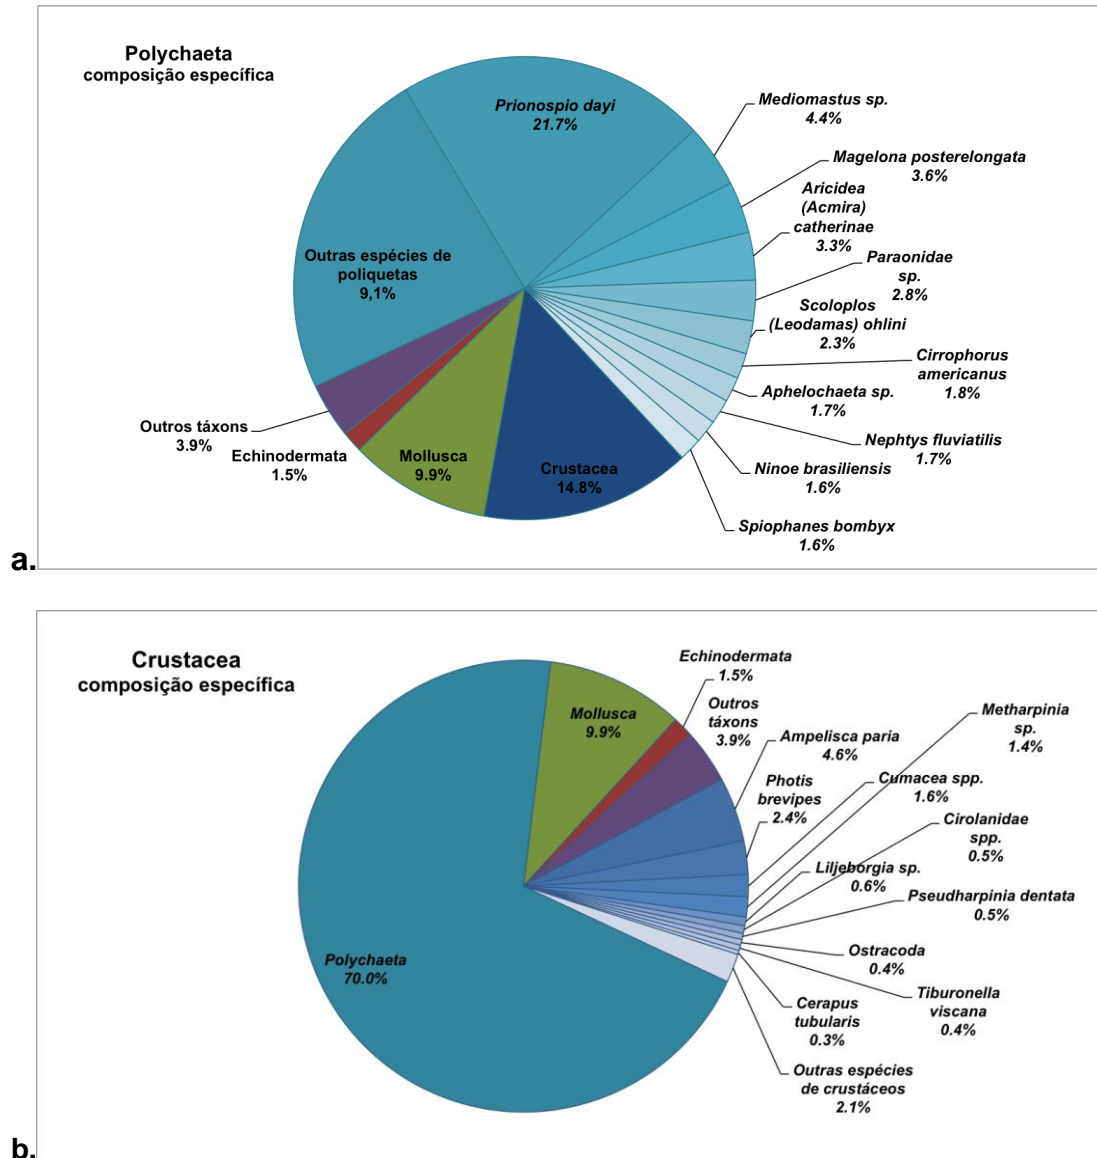 Polychaeta
composição específica
Prionospio dayi
21.7%
Mediomastus sp.
4.4%
Magelona posterelongata
3.6%
Aricidea
(Acmira)
catherinae
3.3%
Paraonidae
sp.
2.8%
Scoloplos
(Leodamas) ohlini
2.3%
Cirrophorus
americanus
1.8%
Aphelochaeta sp.
1.7%
Nephtys fluviatilis
1.7%
Ninoe brasiliensis
1.6%
Spiophanes bombyx
1.6%
Crustacea
14.8%
Mollusca
9.9%
Echinodermata
1.5%
Outros táxons
3.9%
Outras espécies de
poliquetas
9,1%
a.
Crustacea
composição específica
Echinodermata
1.5%
Mollusca
9.9%
Outros
táxons
3.9%
Ampelisca paria
4.6%
Metharpinia
sp.
1.4%
Photis
brevipes
2.4%
Cumacea spp.
1.6%
Cirolanidae
spp.
0.5%
Liljeborgia sp.
0.6%
Pseudharpinia dentata
0.5%
Ostracoda
0.4%
Tiburonella
viscana
0.4%
Cerapus
tubularis
0.3%
Outras espécies
de crustáceos
2.1%
Polychaeta
70.0%
b.